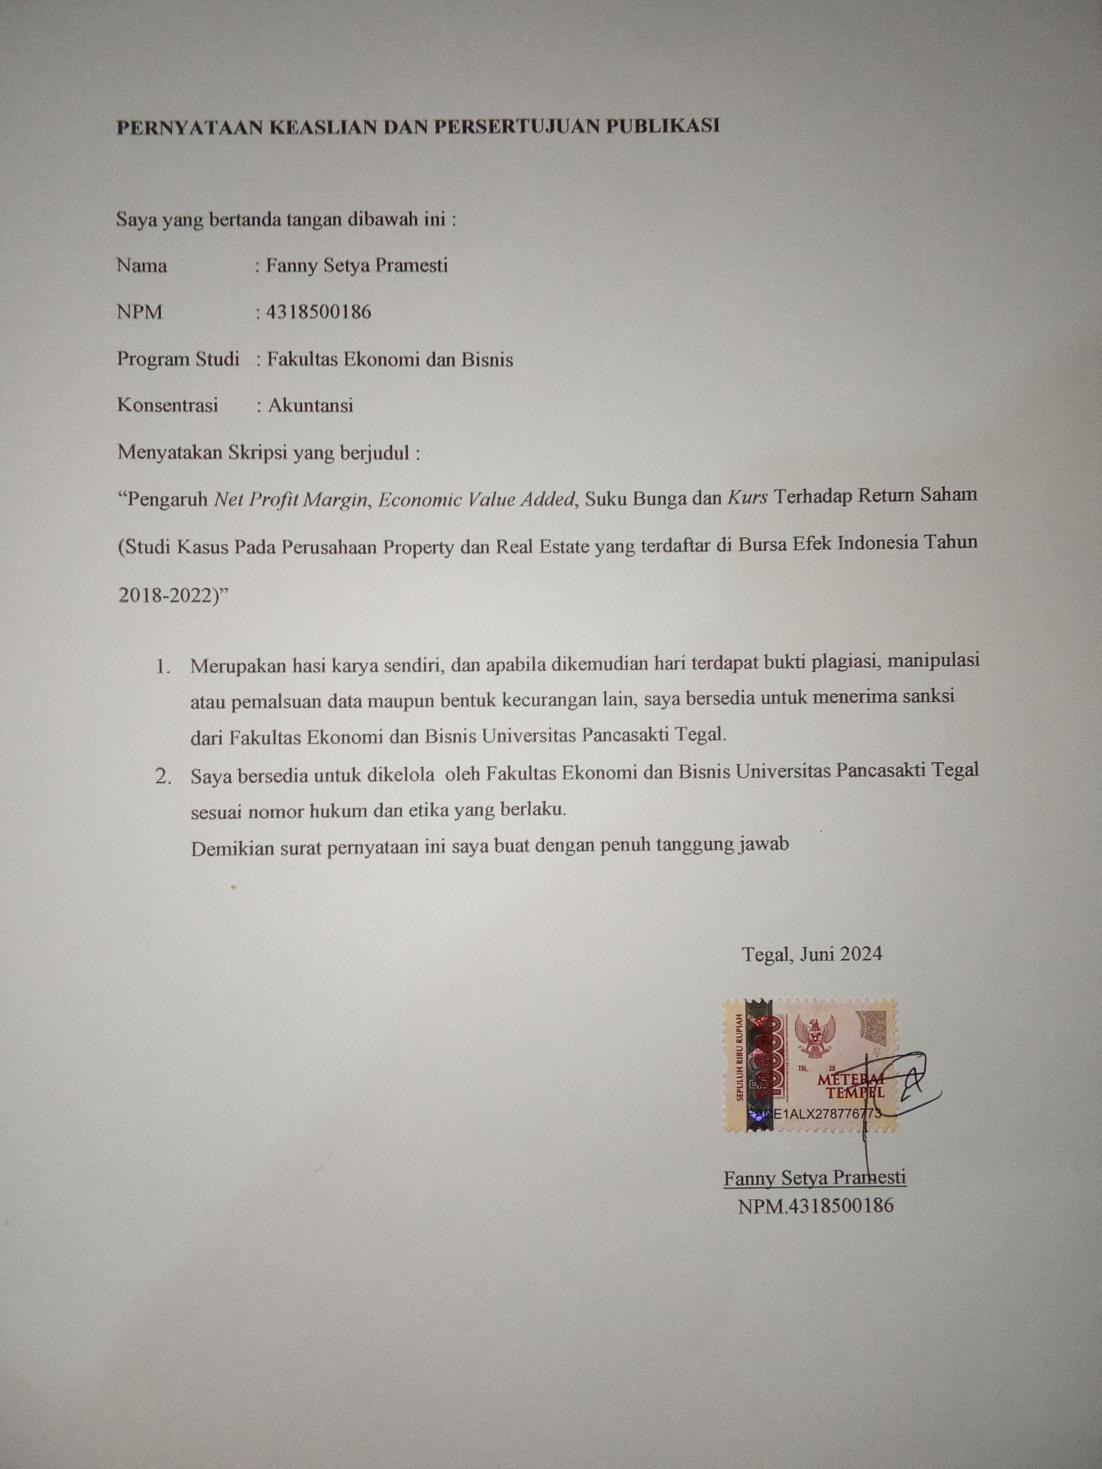 PERNYATAAN KEASLIAN DAN PERSERTUJUAN PUBLIKASI
Saya yang bertanda tangan dibawah ini :
Nama : Fanny Setya Pramesti
NPM : 4318500186
Program Studi : Fakultas Ekonomi dan Bisnis
Konsentrasi : Akuntansi
Menyatakan Skripsi yang berjudul :
“Pengaruh Net Profit Margin, Economic Value Added, Suku Bunga dan Kurs Terhadap Return Saham
(Studi Kasus Pada Perusahaan Property dan Real Estate yang terdaftar di Bursa Efek Indonesia Tahun
2018-2022)”
1. Merupakan hasi karya sendiri, dan apabila dikemudian hari terdapat bukti plagiasi, manipulasi
atau pemalsuan data maupun bentuk kecurangan lain, saya bersedia untuk menerima sanksi
dari Fakultas Ekonomi dan Bisnis Universitas Pancasakti Tegal.
2. Saya bersedia untuk dikelola oleh Fakultas Ekonomi dan Bisnis Universitas Pancasakti Tegal
sesuai nomor hukum dan etika yang berlaku.
Demikian surat pernyataan ini saya buat dengan penuh tanggung jawab
Tegal, Juni 2024
SEPULUH RIBU RUPIAH
10000
TGL. 20
METERAI
TEMPEL
E1ALX278776773
Fanny Setya Pramesti
NPM.4318500186